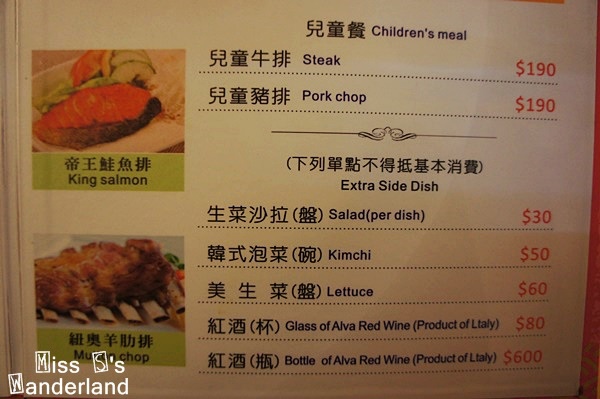 兒童餐 Children's meal
兒童牛排 Steak $190
兒童豬排 Pork chop $190
(下列單點不得抵基本消費)
Extra Side Dish
生菜沙拉(盤) Salad(per dish) $30
韓式泡菜(碗) Kimchi $50
美生菜(盤) Lettuce $60
紅酒(杯) Glass of Alva Red Wine (Product of Ltaly) $80
紅酒(瓶) Bottle of Alva Red Wine (Product of Ltaly) $600
帝王鮭魚排
King salmon
紐奧羊肋排
chop
Miss S's
Wanderland